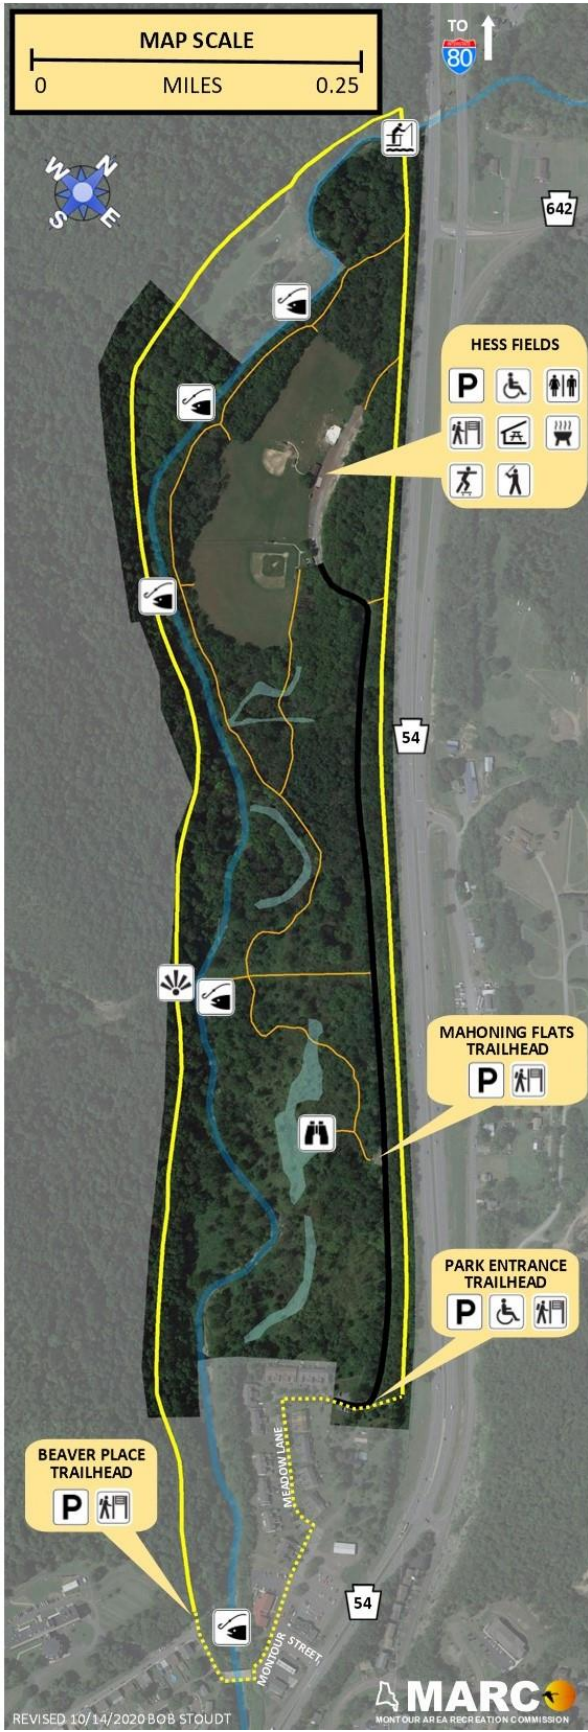 MAP SCALE
0 MILES 0.25
TO
INTERSTATE
80
W N
S E
642
HESS FIELDS
P
54
MAHONING FLATS
TRAILHEAD
P
PARK ENTRANCE
TRAILHEAD
P
MEADOW LANE
BEAVER PLACE
TRAILHEAD
P
54
MONTOUR STREET,
MARC
MONTOUR AREA RECREATION COMMISSION
REVISED 10/14/2020 BOB STOUDT